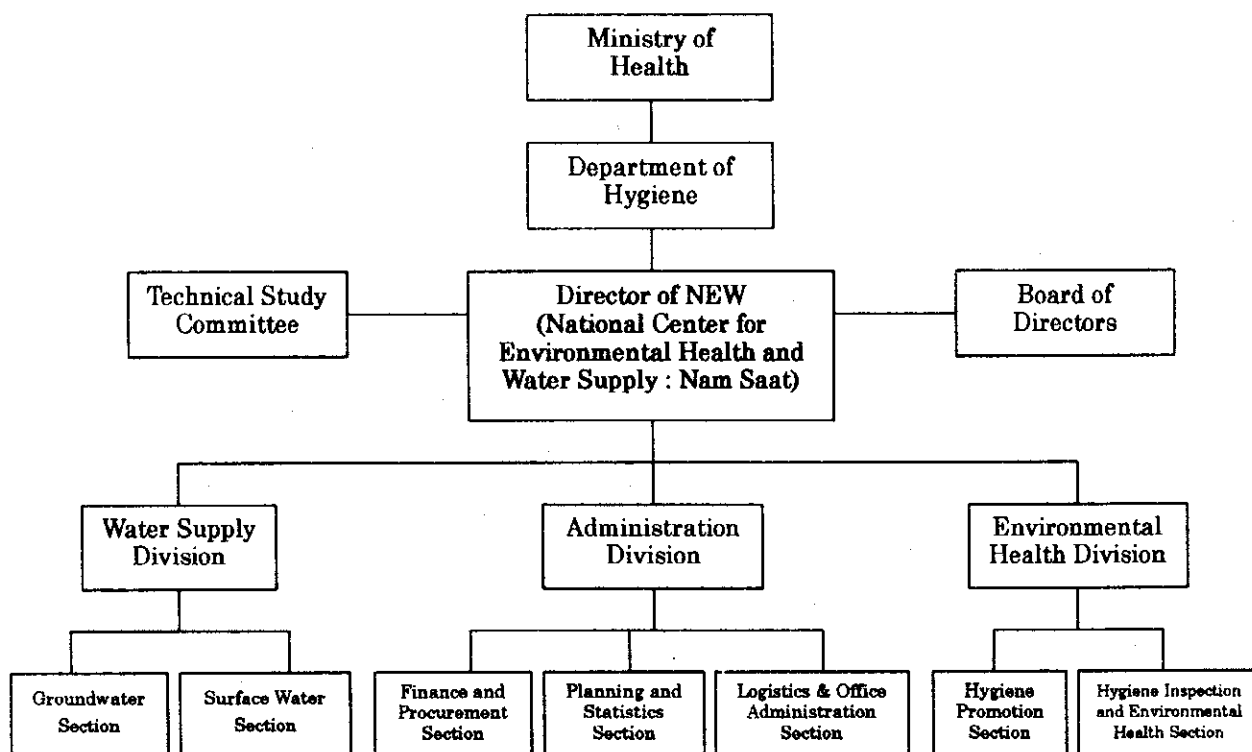 Ministry of
Health
Department of
Hygiene
Technical Study
Committee
Director of NEW
(National Center for
Environmental Health and
Water Supply : Nam Saat)
Board of
Directors
Water Supply
Division
Administration
Division
Environmental
Health Division
Groundwater
Section
Surface Water
Section
Finance and
Procurement
Section
Planning and
Statistics
Section
Logistics & Office
Administration
Section
Hygiene
Promotion
Section
Hygiene Inspection
and Environmental
Health Section